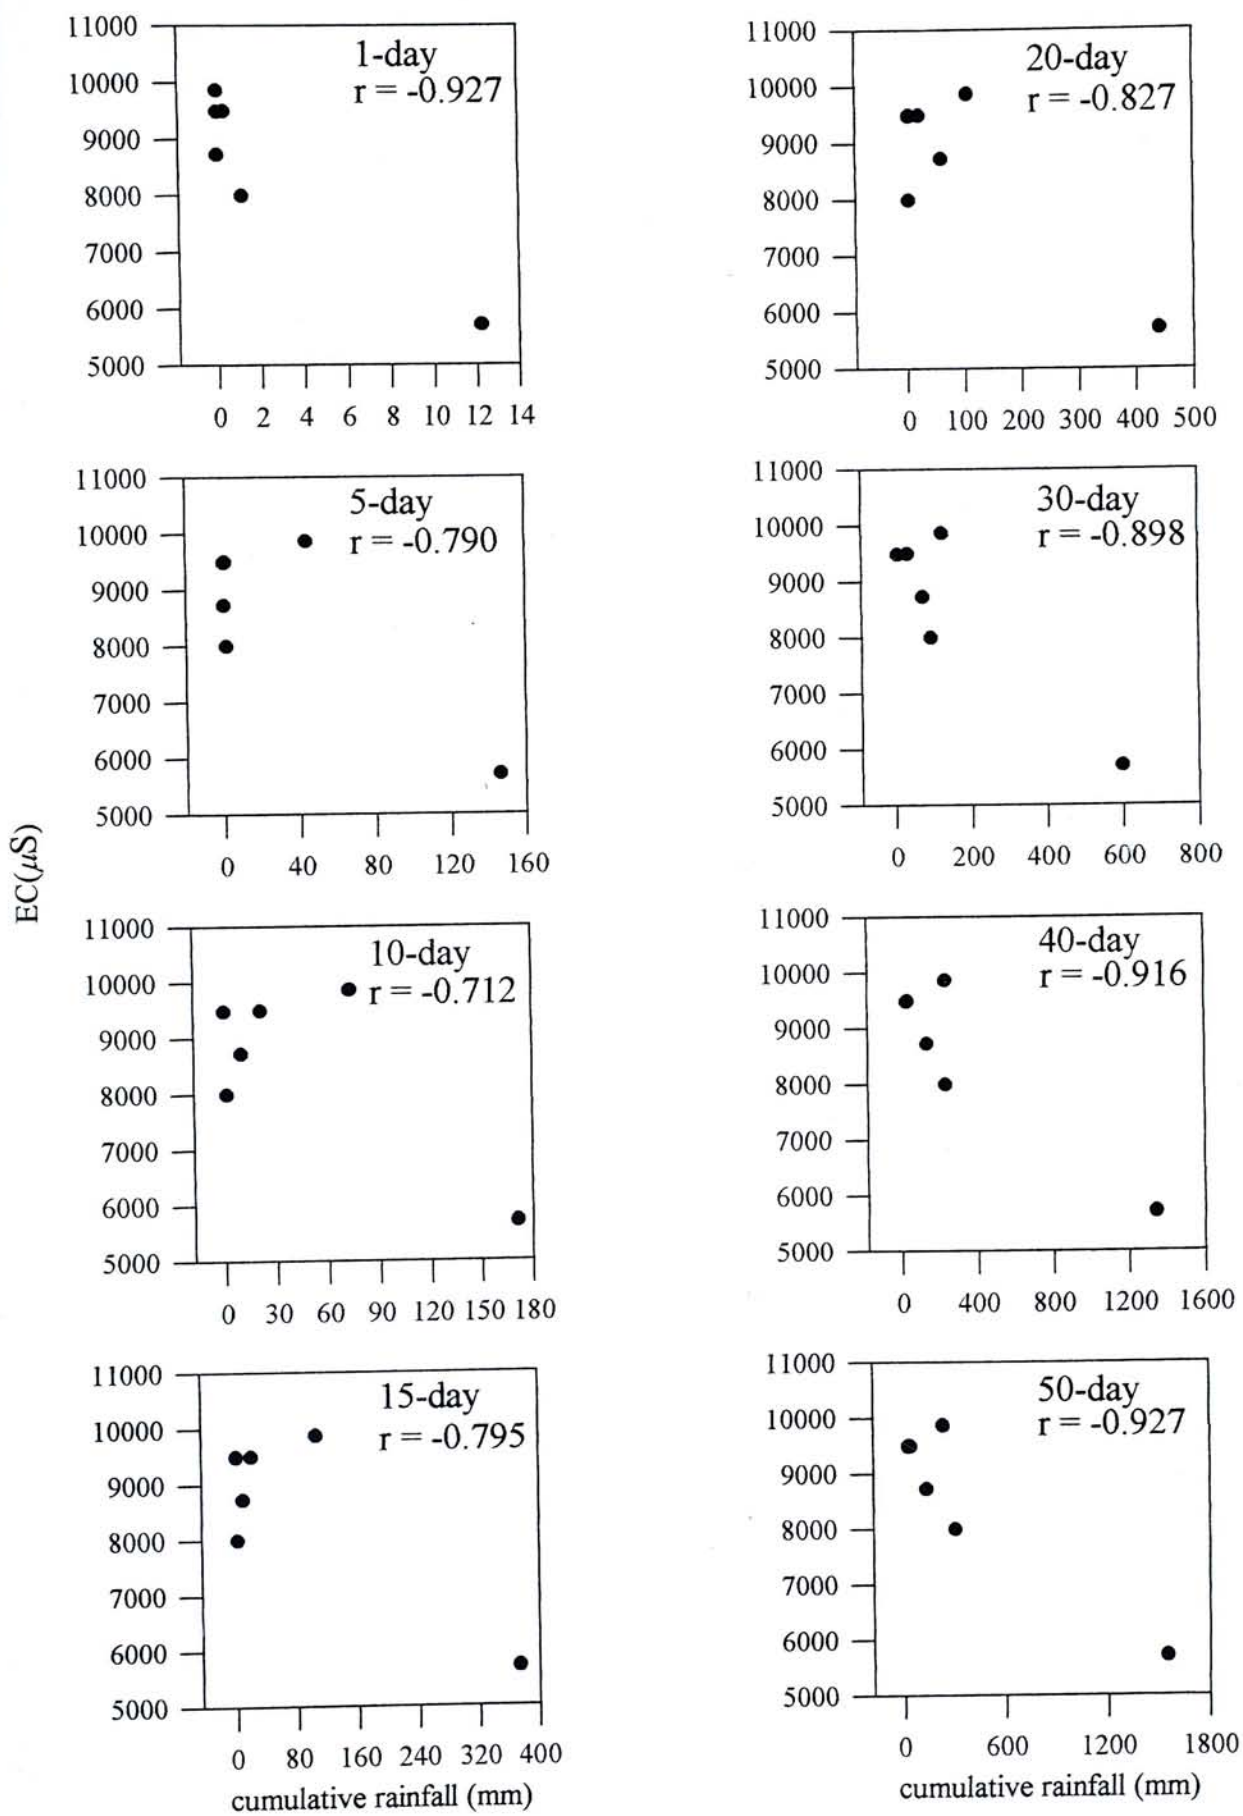 EC(μS)
1-day
r = -0.927
11000
10000
9000
8000
7000
6000
5000
0 2 4 6 8 10 12 14
5-day
r = -0.790
11000
10000
9000
8000
7000
6000
5000
0 40 80 120 160
10-day
r = -0.712
11000
10000
9000
8000
7000
6000
5000
0 30 60 90 120 150 180
15-day
r = -0.795
11000
10000
9000
8000
7000
6000
5000
0 80 160 240 320 400
cumulative rainfall (mm)
20-day
r = -0.827
11000
10000
9000
8000
7000
6000
5000
0 100 200 300 400 500
30-day
r = -0.898
11000
10000
9000
8000
7000
6000
5000
0 200 400 600 800
40-day
r = -0.916
11000
10000
9000
8000
7000
6000
5000
0 400 800 1200 1600
50-day
r = -0.927
11000
10000
9000
8000
7000
6000
5000
0 600 1200 1800
cumulative rainfall (mm)